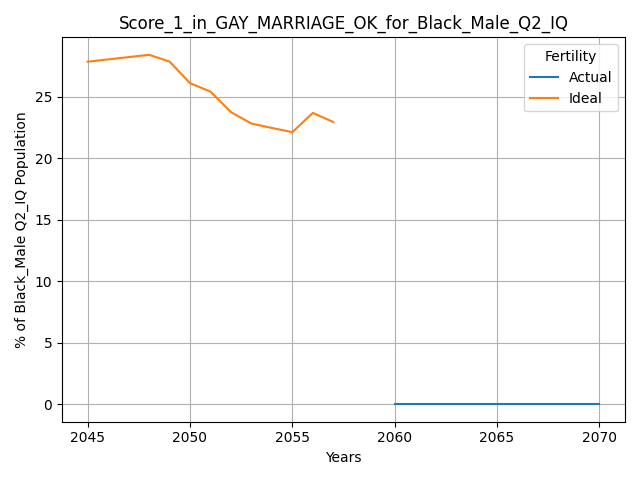 Score_1_in_GAY_MARRIAGE_OK_for_Black_Male_Q2_IQ
Fertility
Actual
Ideal
% of Black_Male Q2_IQ Population
25
20
15
10
5
0
2045 2050 2055 2060 2065 2070
Years